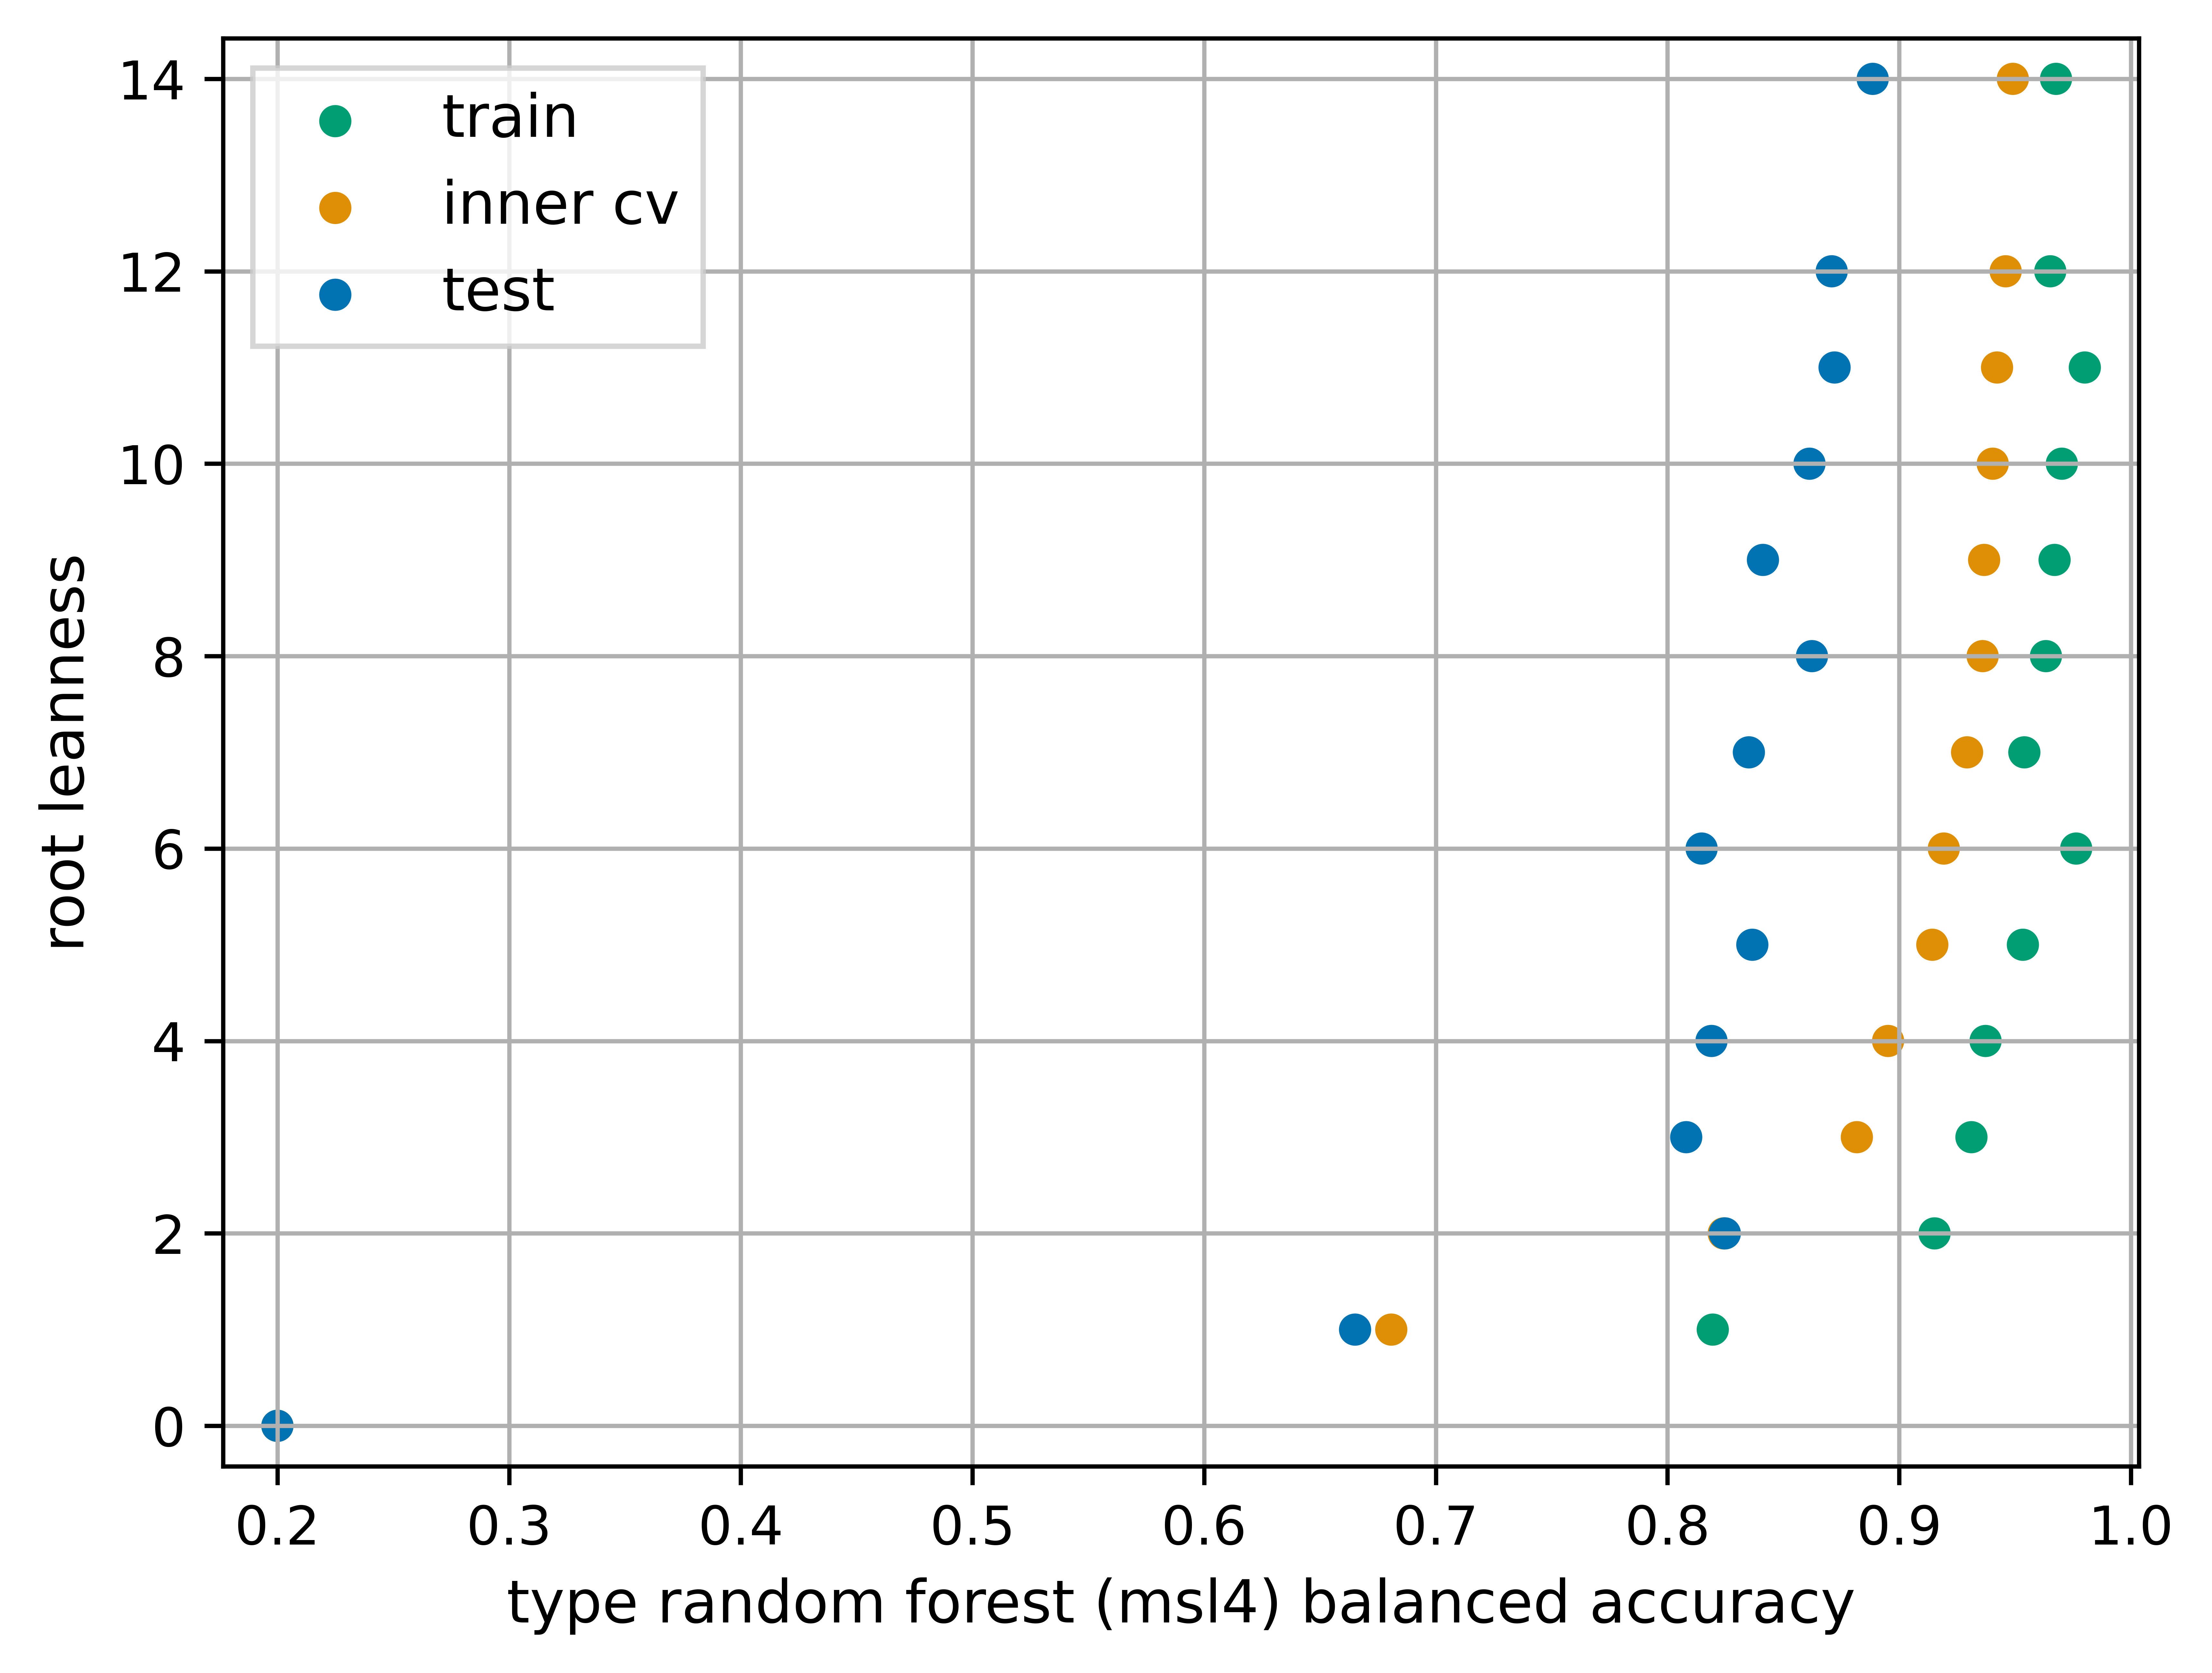 train
inner cv
test
14
12
10
8
6
4
2
0
root leanness
0.2 0.3 0.4 0.5 0.6 0.7 0.8 0.9 1.0
type random forest (msl4) balanced accuracy